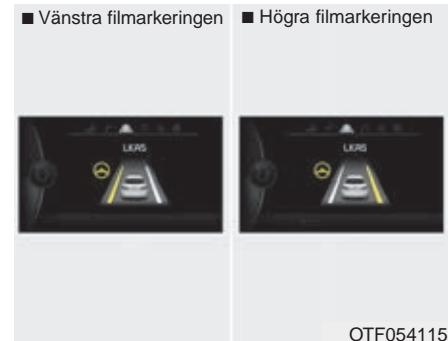 ■ Vänstra filmarkeringen
■ Högra filmarkeringen
LKAS
LKAS
OTF054115